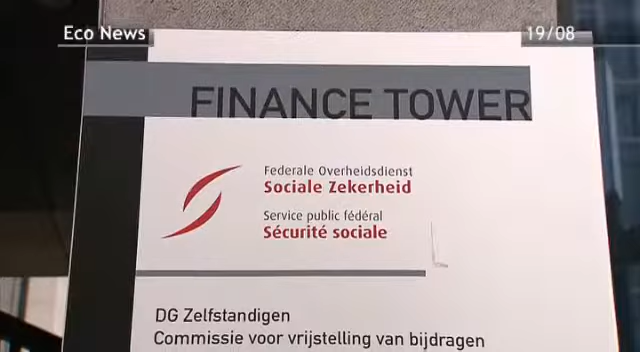 Eco News
19/08
FINANCE TOWER
Federale Overheidsdienst
Sociale Zekerheid
Service public fédéral
Sécurité sociale
DG Zelfstandigen
Commissie voor vrijstelling van bijdragen